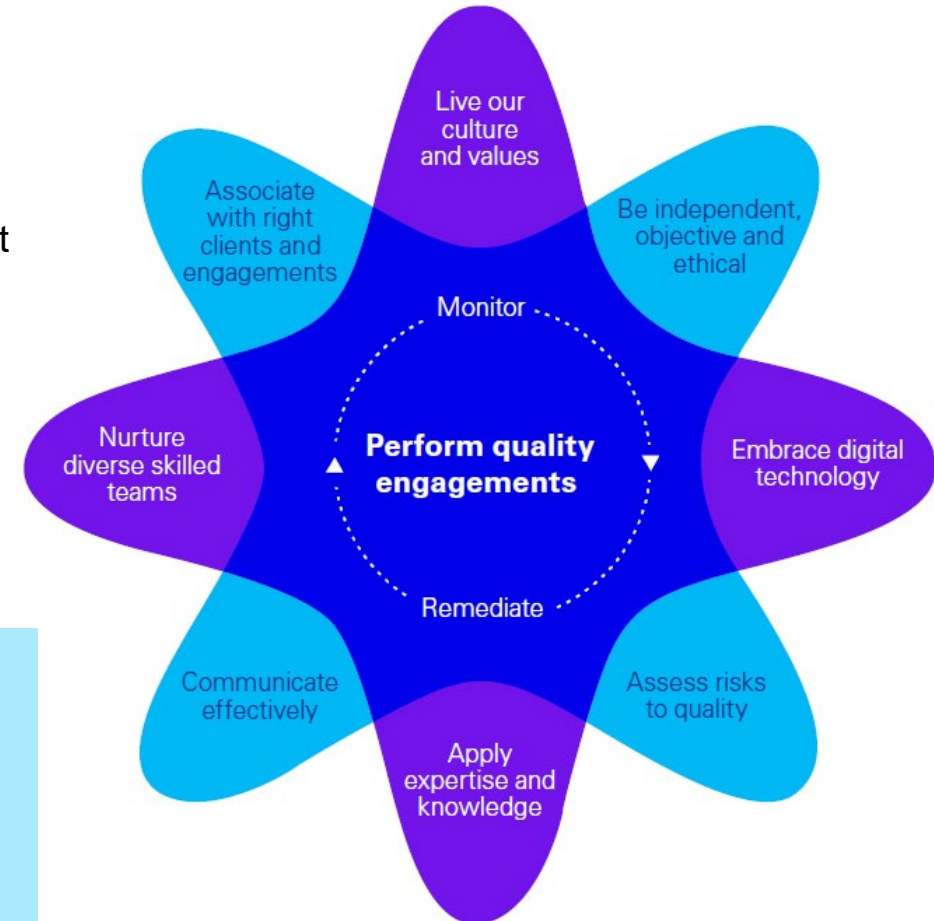 Live our
culture
and values
Associate
with right
clients and
engagements
Be independent,
objective and
ethical
t
Monitor
Nurture
diverse skilled
teams
Perform quality
engagements
Embrace digital
technology
Remediate
Communicate
effectively
Assess risks
to quality
Apply
expertise and
knowledge